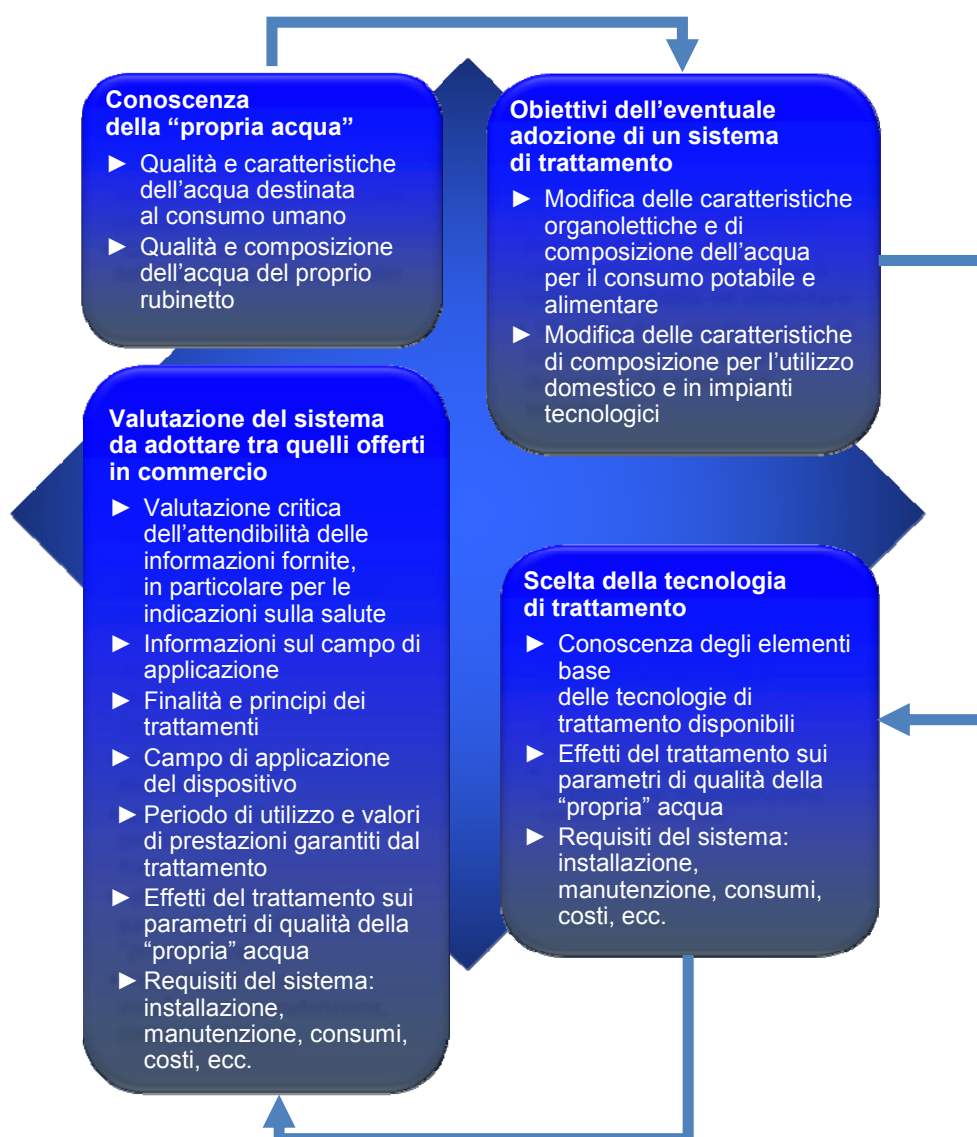 Conoscenza
della “propria acqua”
► Qualità e caratteristiche
dell’acqua destinata
al consumo umano
► Qualità e composizione
dell’acqua del proprio
rubinetto
Obiettivi dell’eventuale
adozione di un sistema
di trattamento
► Modifica delle caratteristiche
organolettiche e di
composizione dell’acqua
per il consumo potabile e
alimentare
► Modifica delle caratteristiche
di composizione per l’utilizzo
domestico e in impianti
tecnologici
Scelta della tecnologia
di trattamento
► Conoscenza degli elementi
base
delle tecnologie di
trattamento disponibili
► Effetti del trattamento sui
parametri di qualità della
“propria” acqua
► Requisiti del sistema:
installazione,
manutenzione, consumi,
costi, ecc.
Valutazione del sistema
da adottare tra quelli offerti
in commercio
► Valutazione critica
dell’attendibilità delle
informazioni fornite,
in particolare per le
indicazioni sulla salute
► Informazioni sul campo di
applicazione
► Finalità e principi dei
trattamenti
► Campo di applicazione
del dispositivo
► Periodo di utilizzo e valori
di prestazioni garantiti dal
trattamento
► Effetti del trattamento sui
parametri di qualità della
“propria” acqua
► Requisiti del sistema:
installazione,
manutenzione, consumi,
costi, ecc.